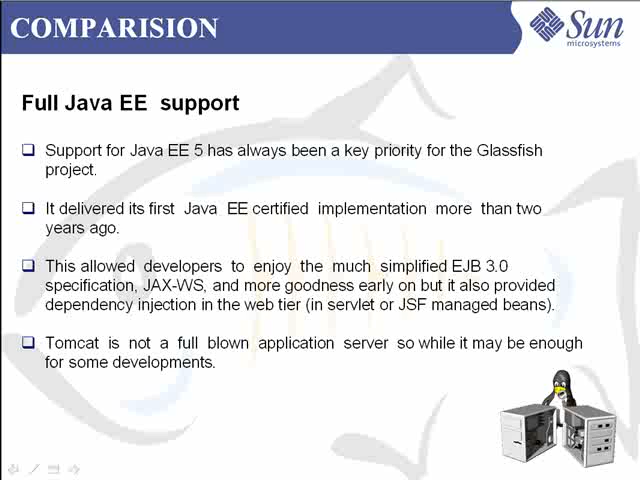 COMPARISION
Sun
microsystems
Full Java EE support
Support for Java EE 5 has always been a key priority for the Glassfish
project.
It delivered its first Java EE certified implementation more than two
years ago.
This allowed developers to enjoy the much simplified EJB 3.0
specification, JAX-WS, and more goodness early on but it also provided
dependency injection in the web tier (in servlet or JSF managed beans).
Tomcat is not a full blown application server so while it may be enough
for some developments.